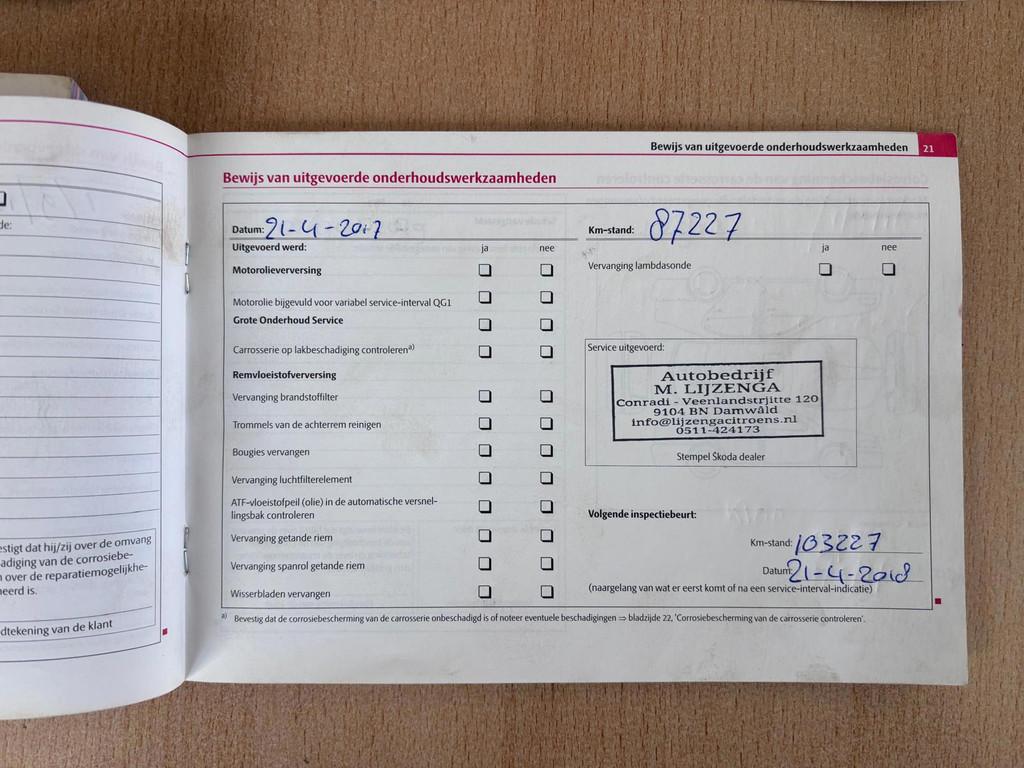 Bewijs van uitgevoerde onderhoudswerkzaamheden 21
Bewijs van uitgevoerde onderhoudswerkzaamheden
Datum: 21-4-2017
Km-stand: 87227
Uitgevoerd werd: ja nee
ja nee
Motorolieverversing
Vervanging lambdasonde
Motorolie bijgevuld voor variabel service-interval QG1
Grote Onderhoud Service
Carrosserie op lakbeschadiging controleren a)
Remvloeistofverversing
Vervanging brandstoffilter
Trommels van de achterrem reinigen
Bougies vervangen
Vervanging luchtfilterelement
ATF-vloeistofpeil (olie) in de automatische versnel-
lingsbak controleren
Vervanging getande riem
Vervanging spanrol getande riem
Wisserbladen vervangen
Service uitgevoerd:
Autobedrijf
M. LIJZENGA
Conradi - Veenlandstrjitte 120
9104 BN Damwâld
info@lijzengacitroens.nl
0511-424173
Stempel Škoda dealer
Volgende inspectiebeurt:
Km-stand: 103227
Datum: 21-4-2018
(naargelang van wat er eerst komt of na een service-interval-indicatie)
a) Bevestig dat de corrosiebescherming van de carrosserie onbeschadigd is of noteer eventuele beschadigingen ⇒ bladzijde 22, 'Corrosiebescherming van de carrosserie controleren'.
de:
estigt dat hij/zij over de omvang
adiging van de corrosiebe-
over de reparatiemogelijkhe-
eerd is.
dtekening van de klant